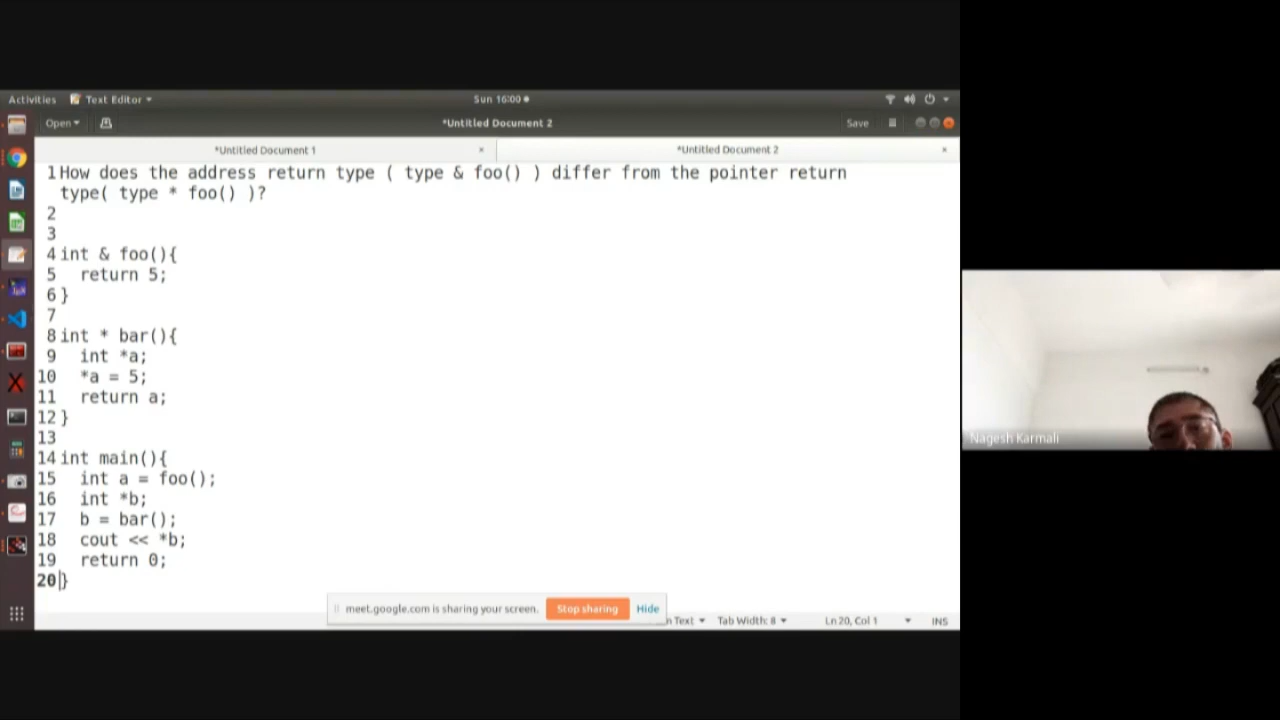 Activities Text Editor Sun 16:00
Open *Untitled Document 2 Save
*Untitled Document 1 × *Untitled Document 2 ×
1 How does the address return type ( type & foo() ) differ from the pointer return
type( type * foo() )?
2
3
4 int & foo(){
5 return 5;
6 }
7
8 int * bar(){
9 int *a;
10 *a = 5;
11 return a;
12 }
13
14 int main(){
15 int a = foo();
16 int *b;
17 b = bar();
18 cout << *b;
19 return 0;
20 }
meet.google.com is sharing your screen. Stop sharing Hide
Text Tab Width: 8 Ln 20, Col 1 INS
Nagesh Karmali